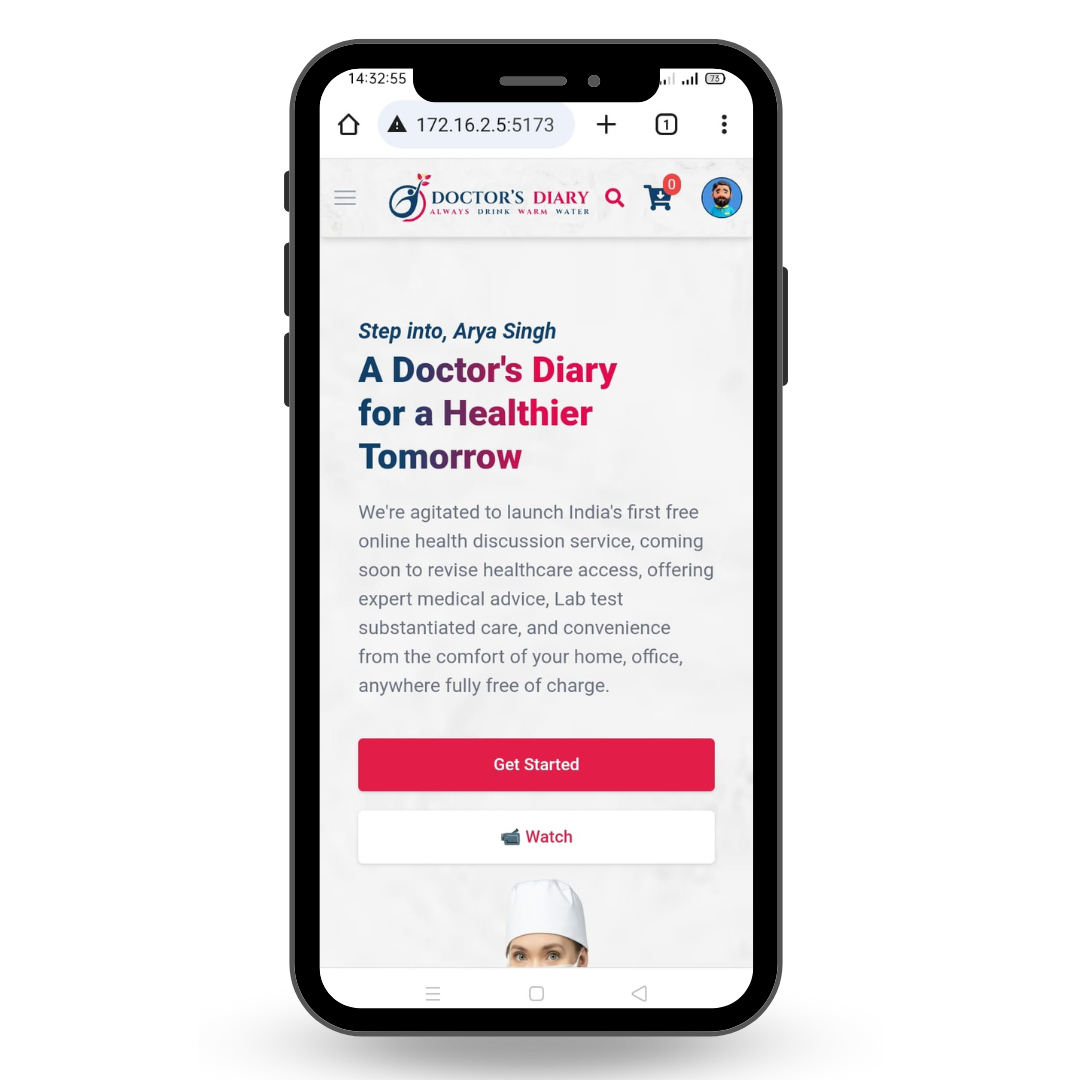 14:32:55
73
172.16.2.5:5173
1
0
DOCTOR'S DIARY
ALWAYS DRINK WARM WATER
Step into, Arya Singh
A Doctor's Diary
for a Healthier
Tomorrow
We're agitated to launch India's first free
online health discussion service, coming
soon to revise healthcare access, offering
expert medical advice, Lab test
substantiated care, and convenience
from the comfort of your home, office,
anywhere fully free of charge.
Get Started
Watch